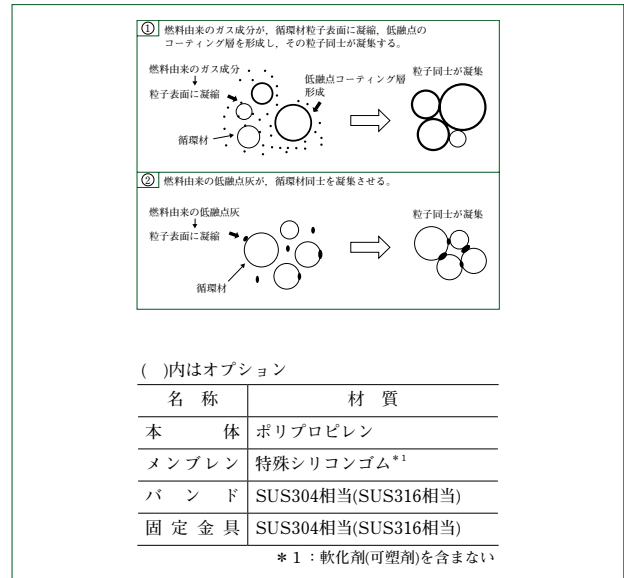 ① 燃料由来のガス成分が，循環材粒子表面に凝縮，低融点の
コーティング層を形成し，その粒子同士が凝集する。
燃料由来のガス成分
粒子表面に凝縮
循環材
低融点コーティング層
形成
粒子同士が凝集
② 燃料由来の低融点灰が，循環材同士を凝集させる。
燃料由来の低融点灰
粒子表面に凝縮
循環材
粒子同士が凝集
(　)内はオプション
名　称 材　質
本　体 ポリプロピレン
メンブレン 特殊シリコンゴム*1
バ　ン　ド SUS304相当(SUS316相当)
固定金具 SUS304相当(SUS316相当)
＊1：軟化剤(可塑剤)を含まない